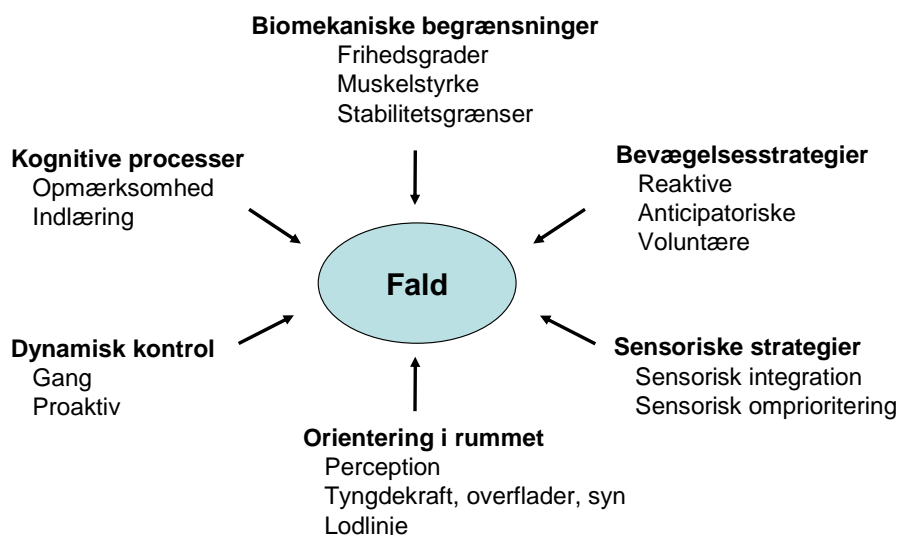 Biomekaniske begrænsninger
Frihedsgrader
Muskelstyrke
Stabilitetsgrænser
Kognitive processer
Opmærksomhed
Indlæring
Bevægelsesstrategier
Reaktive
Anticipatoriske
Voluntære
Fald
Dynamisk kontrol
Gang
Proaktiv
Sensoriske strategier
Sensorisk integration
Sensorisk omprioritering
Orientering i rummet
Perception
Tyngdekraft, overflader, syn
Lodlinje